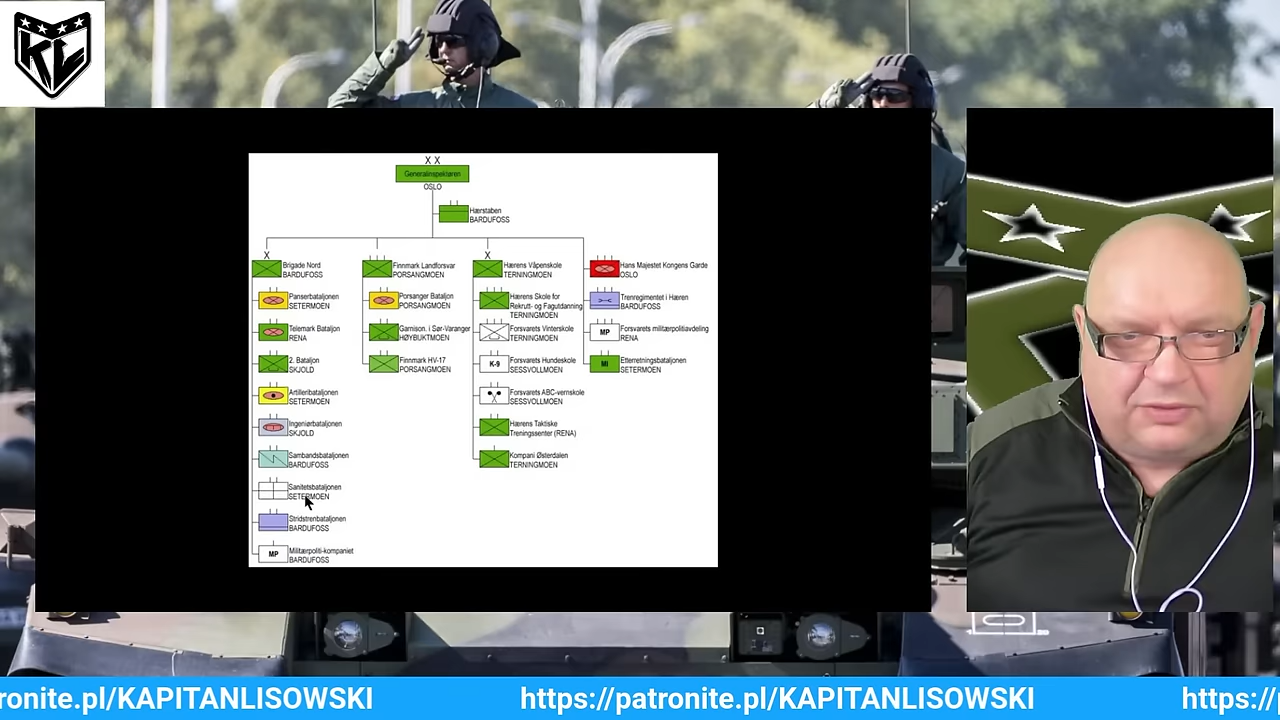 KL
X X
Generalinspektøren
OSLO
Hærstaben
BARDUFOSS
X
Brigade Nord
BARDUFOSS
Panserbataljonen
SETERMOEN
Telemark Bataljon
RENA
2. Bataljon
SKJOLD
Artilleribataljonen
SETERMOEN
Ingeniørbataljonen
SKJOLD
Sambandsbataljonen
BARDUFOSS
Sanitetsbataljonen
SETERMOEN
Stridstrenbataljonen
BARDUFOSS
MP
Militærpoliti-kompaniet
BARDUFOSS
Finnmark Landforsvar
PORSANGMOEN
Porsanger Bataljon
PORSANGMOEN
Garnison. i Sør-Varanger
HØYBUKTMOEN
Finnmark HV-17
PORSANGMOEN
X
Hærens Våpenskole
TERNINGMOEN
Hærens Skole for
Rekrutt- og Fagutdanning
TERNINGMOEN
Forsvarets Vinterskole
TERNINGMOEN
K-9
Forsvarets Hundeskole
SESSVOLLMOEN
Forsvarets ABC-vernskole
SESSVOLLMOEN
Hærens Taktiske
Treningssenter (RENA)
Kompani Østerdalen
TERNINGMOEN
Hans Majestet Kongens Garde
OSLO
Trenregimentet i Hæren
BARDUFOSS
MP
Forsvarets militærpolitiavdeling
RENA
MI
Etterretningsbataljonen
SETERMOEN
ronite.pl/KAPITANLISOWSKI https://patronite.pl/KAPITANLISOWSKI https://p